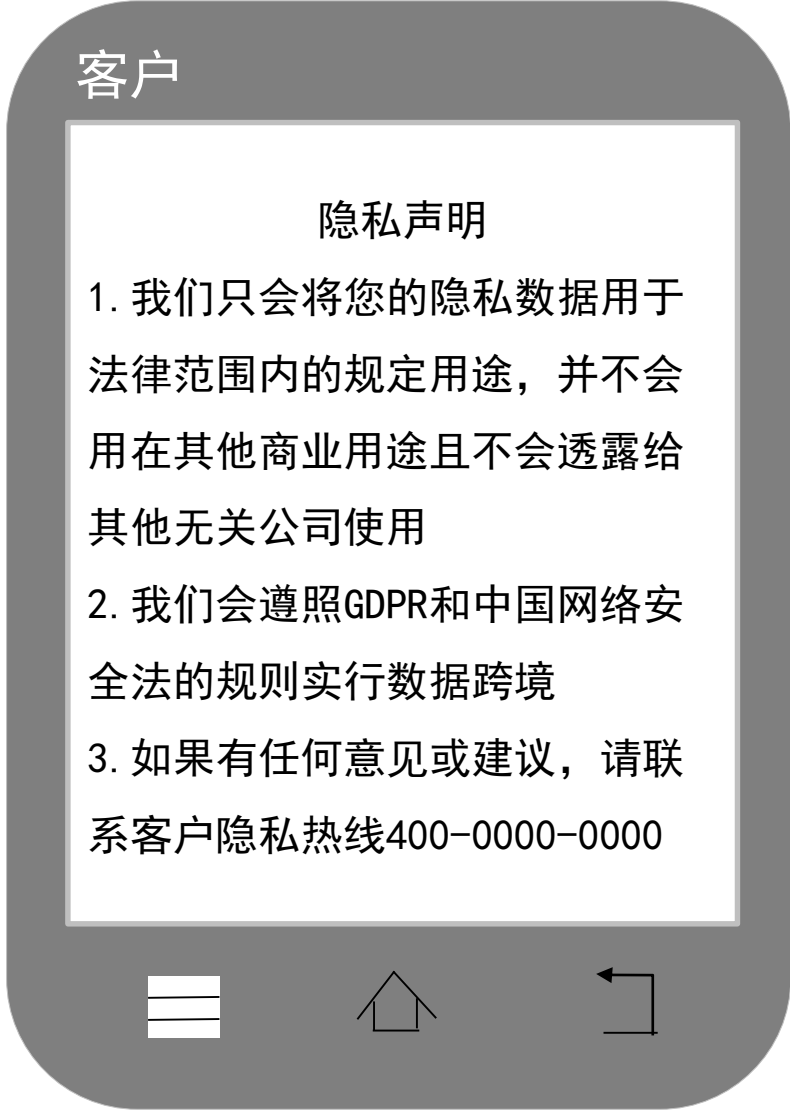 客户
隐私声明
1.我们只会将您的隐私数据用于
法律范围内的规定用途，并不会
用在其他商业用途且不会透露给
其他无关公司使用
2.我们会遵照GDPR和中国网络安
全法的规则实行数据跨境
3.如果有任何意见或建议，请联
系客户隐私热线400-0000-0000